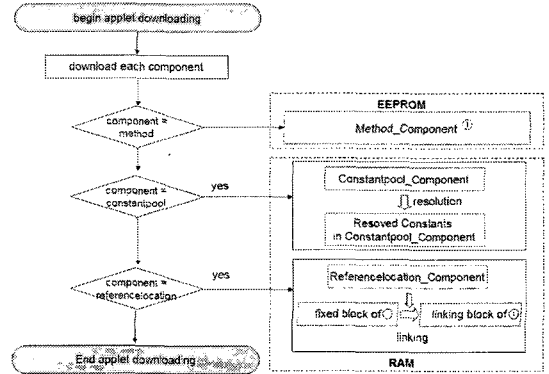 begin applet downloading
download each component
component =
method
EEPROM
Method_Component ①
component =
constantpool
yes
Constantpool_Component
resolution
Resoved Constants
in Constantpool_Component
component =
referencelocation
yes
Referencelocation_Component
fixed block of
linking block of ①
linking
End applet downloading
RAM